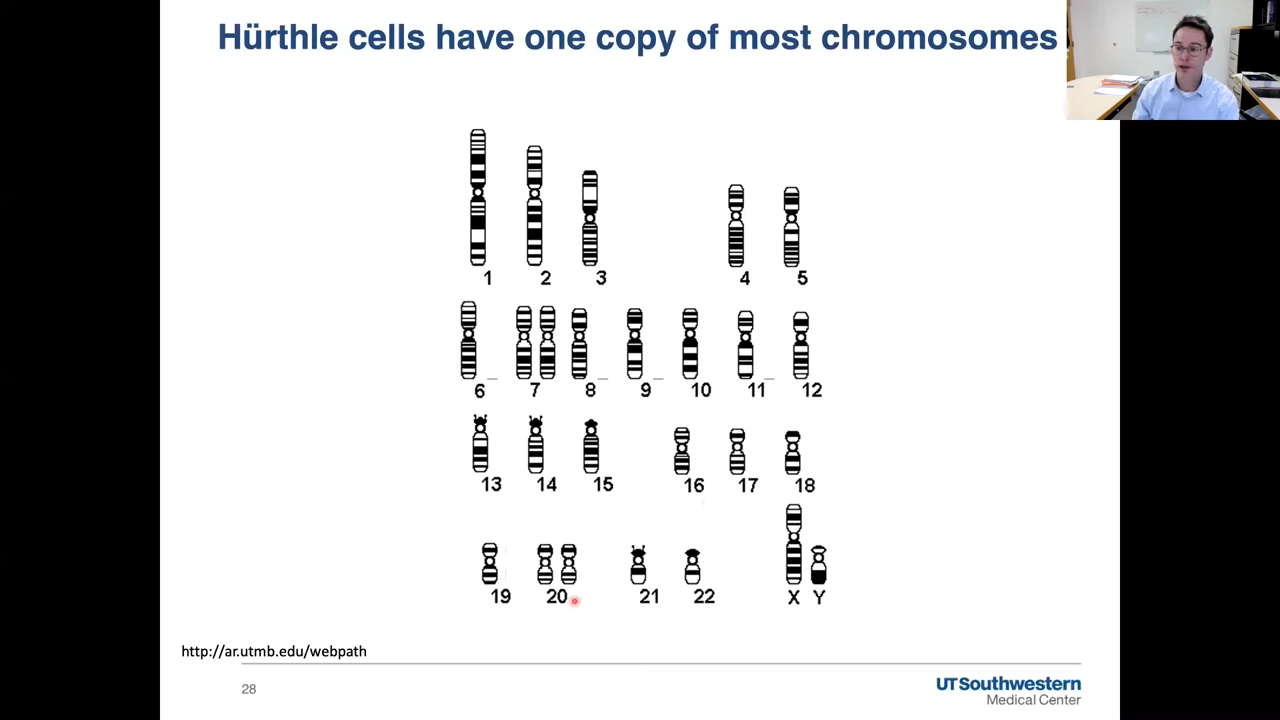 Hürthle cells have one copy of most chromosomes
1 2 3 4 5
6 7 8 9 10 11 12
13 14 15 16 17 18
19 20 21 22 X Y
http://ar.utmb.edu/webpath
28
UT Southwestern
Medical Center